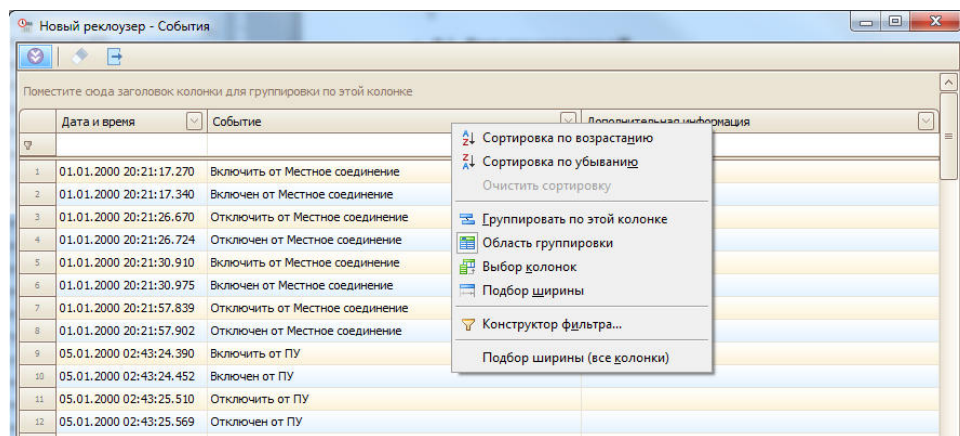 Новый реклоузер - События
Поместите сюда заголовок колонки для группировки по этой колонке
Дата и время Событие Дополнительная информация
1 01.01.2000 20:21:17.270 Включить от Местное соединение
2 01.01.2000 20:21:17.340 Включен от Местное соединение
3 01.01.2000 20:21:26.670 Отключить от Местное соединение
4 01.01.2000 20:21:26.724 Отключен от Местное соединение
5 01.01.2000 20:21:30.910 Включить от Местное соединение
6 01.01.2000 20:21:30.975 Включен от Местное соединение
7 01.01.2000 20:21:57.839 Отключить от Местное соединение
8 01.01.2000 20:21:57.902 Отключен от Местное соединение
9 05.01.2000 02:43:24.390 Включить от ПУ
10 05.01.2000 02:43:24.452 Включен от ПУ
11 05.01.2000 02:43:25.510 Отключить от ПУ
12 05.01.2000 02:43:25.569 Отключен от ПУ
Сортировка по возрастанию
Сортировка по убыванию
Очистить сортировку
Группировать по этой колонке
Область группировки
Выбор колонок
Подбор ширины
Конструктор фильтра...
Подбор ширины (все колонки)